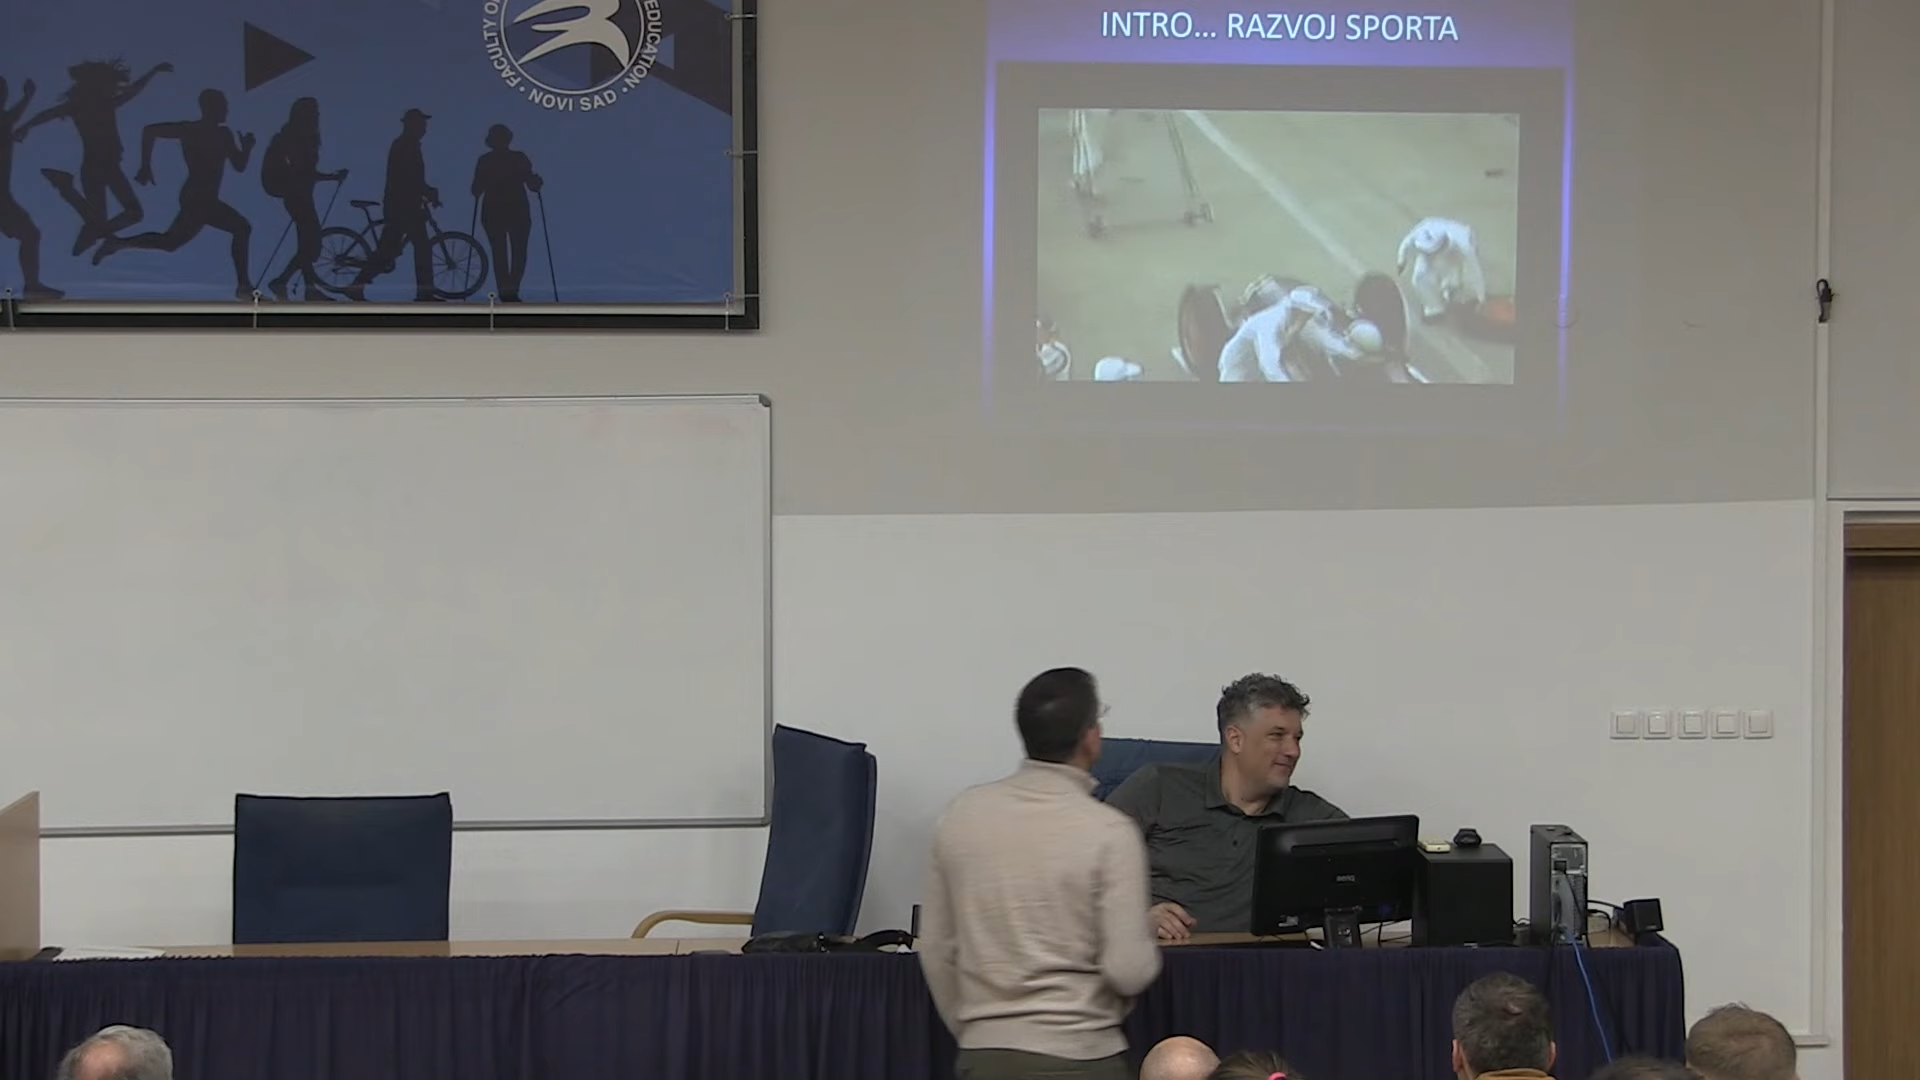 FACULTY O
EDUCATION
• NOVI SAD •
INTRO... RAZVOJ SPORTA
BenQ